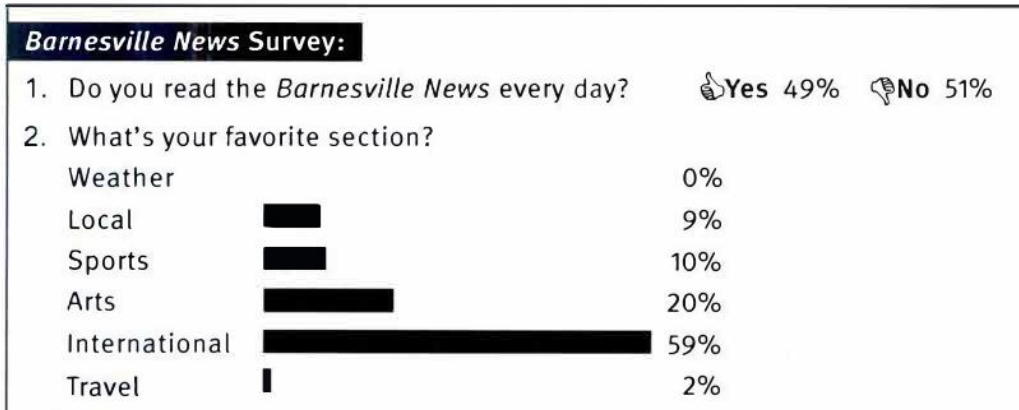 Barnesville News Survey:
1. Do you read the Barnesville News every day? Yes 49% No 51%
2. What's your favorite section?
Weather 0%
Local 9%
Sports 10%
Arts 20%
International 59%
Travel 2%